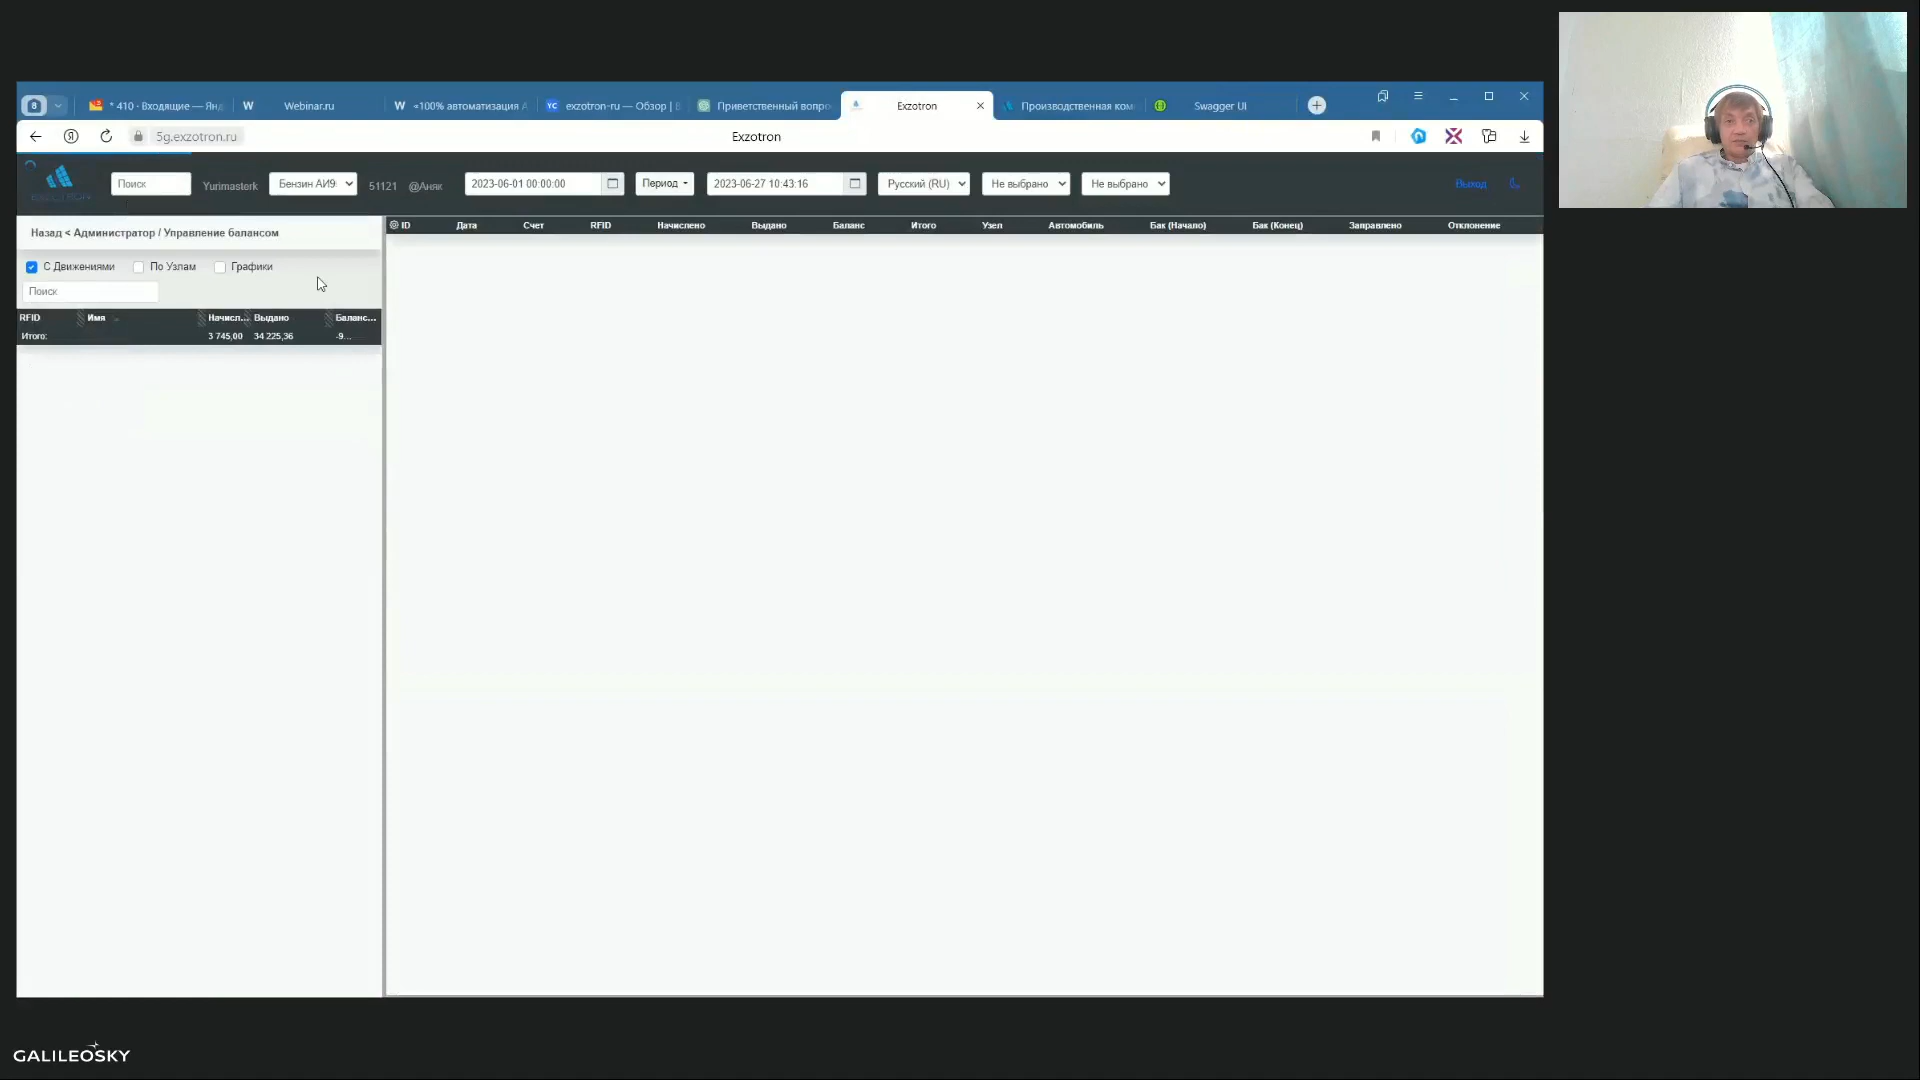 8
* 410 · Входящие — Янд
W
Webinar.ru
W
«100% автоматизация А
YC
exzotron-ru — Обзор |
Приветственный вопро
Exzotron
Производственная ком
Swagger UI
5g.exzotron.ru
Exzotron
EXZOTRON
Поиск
Yurimasterk
Бензин АИ9
51121
@Аняк
2023-06-01 00:00:00
Период
2023-06-27 10:43:16
Русский (RU)
Не выбрано
Не выбрано
Выход
Назад < Администратор / Управление балансом
С Движениями
По Узлам
Графики
Поиск
RFID Имя Начисл... Выдано Баланс...
Итого: 3 745,00 34 225,36 -9...
ID Дата Счет RFID Начислено Выдано Баланс Итого Узел Автомобиль Бак (Начало) Бак (Конец) Заправлено Отклонение
GALILEOSKY